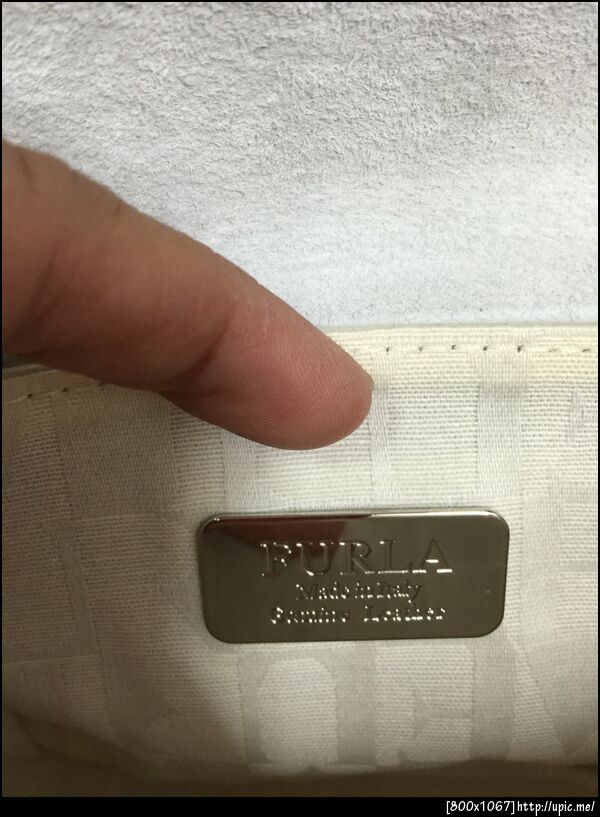 FURLA
Made in Italy
Genuine Leather
[800x1067]http://upic.me/